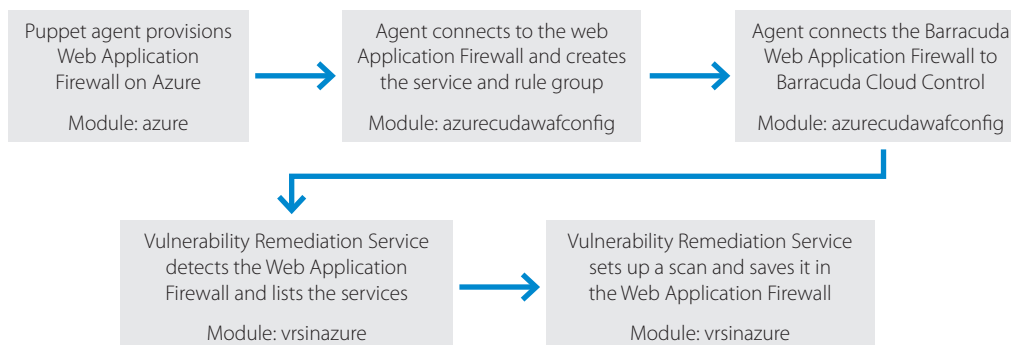 Puppet agent provisions
Web Application
Firewall on Azure
Module: azure
Agent connects to the web
Application Firewall and creates
the service and rule group
Module: azurecudawafconfig
Agent connects the Barracuda
Web Application Firewall to
Barracuda Cloud Control
Module: azurecudawafconfig
Vulnerability Remediation Service
detects the Web Application
Firewall and lists the services
Module: vrsinazure
Vulnerability Remediation Service
sets up a scan and saves it in
the Web Application Firewall
Module: vrsinazure